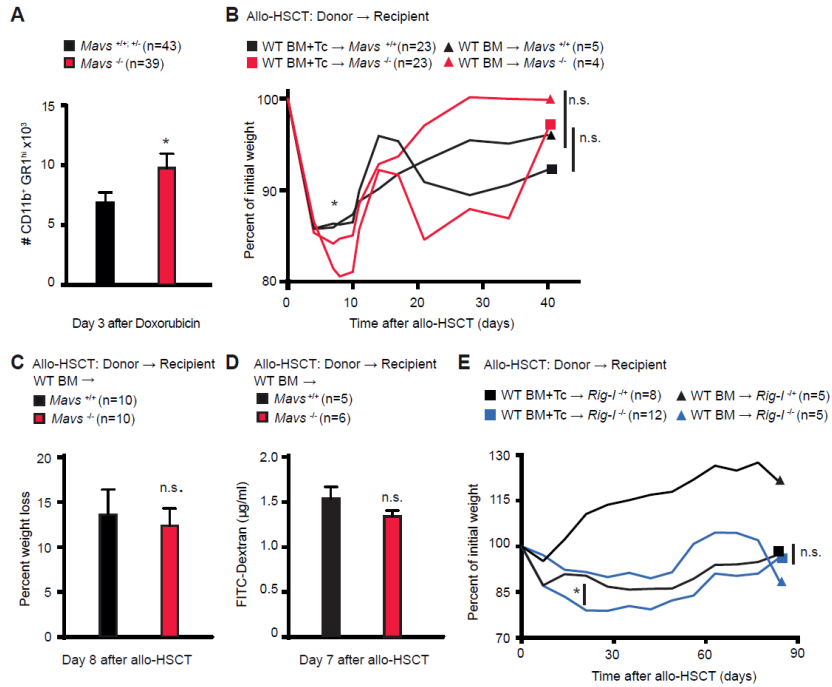 A
Mavs +/+; +/- (n=43)
Mavs -/- (n=39)
# CD11b+ GR1hi x10³
15
10
5
0
*
Day 3 after Doxorubicin
B
Allo-HSCT: Donor → Recipient
WT BM+Tc → Mavs +/+ (n=23)
WT BM → Mavs +/+ (n=5)
WT BM+Tc → Mavs -/- (n=23)
WT BM → Mavs -/- (n=4)
Percent of initial weight
100
90
80
*
n.s.
n.s.
0 10 20 30 40 50
Time after allo-HSCT (days)
C
Allo-HSCT: Donor → Recipient
WT BM →
Mavs +/+ (n=10)
Mavs -/- (n=10)
Percent weight loss
20
15
10
5
0
n.s.
Day 8 after allo-HSCT
D
Allo-HSCT: Donor → Recipient
WT BM →
Mavs +/+ (n=5)
Mavs -/- (n=6)
FITC-Dextran (µg/ml)
2.0
1.5
1.0
0.5
0
n.s.
Day 7 after allo-HSCT
E
Allo-HSCT: Donor → Recipient
WT BM+Tc → Rig-I -/+ (n=8)
WT BM → Rig-I -/+ (n=5)
WT BM+Tc → Rig-I -/- (n=12)
WT BM → Rig-I -/- (n=5)
Percent of initial weight
130
115
100
85
70
*
n.s.
0 30 60 90
Time after allo-HSCT (days)